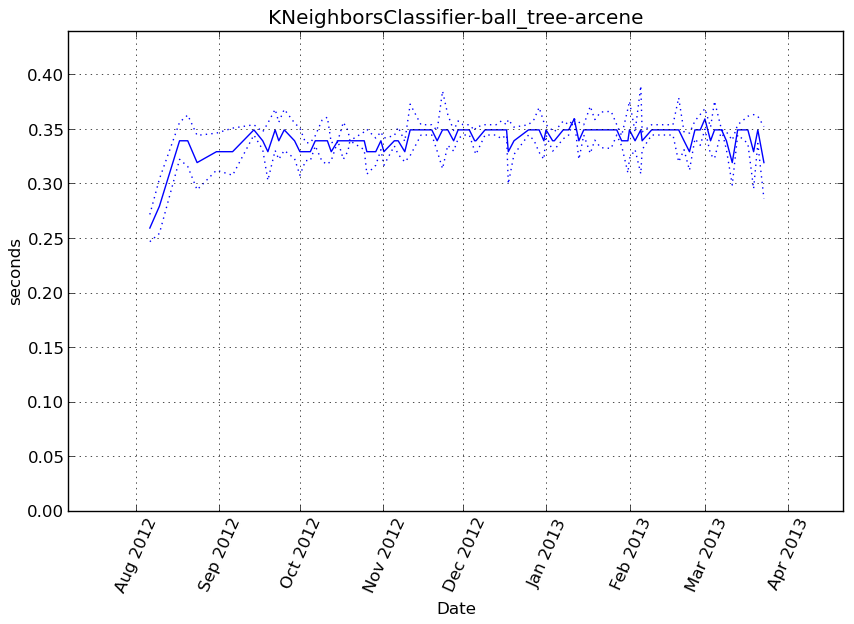 KNeighborsClassifier-ball_tree-arcene
0.40
0.35
0.30
0.25
0.20
0.15
0.10
0.05
0.00
seconds
Aug 2012
Sep 2012
Oct 2012
Nov 2012
Dec 2012
Jan 2013
Feb 2013
Mar 2013
Apr 2013
Date